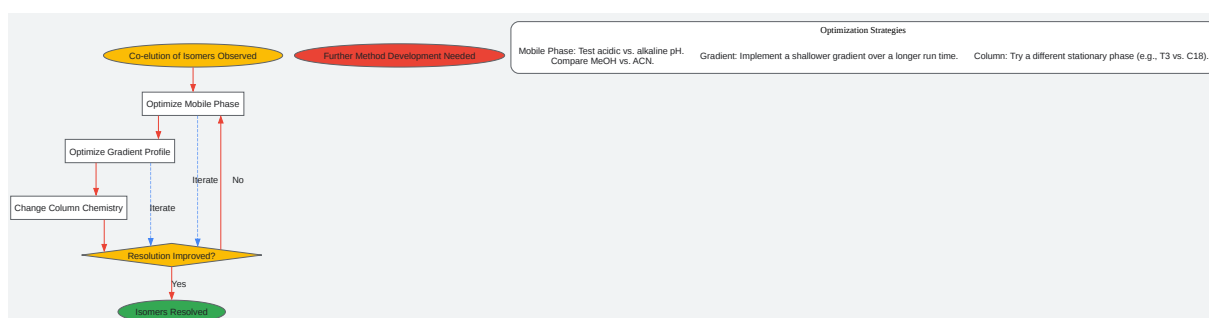 Optimization Strategies
Co-elution of Isomers Observed
Further Method Development Needed
Mobile Phase: Test acidic vs. alkaline pH.
Compare MeOH vs. ACN.
Gradient: Implement a shallower gradient over a longer run time.
Column: Try a different stationary phase (e.g., T3 vs. C18).
Optimize Mobile Phase
Optimize Gradient Profile
Iterate
No
Change Column Chemistry
Iterate
Resolution Improved?
Yes
Isomers Resolved